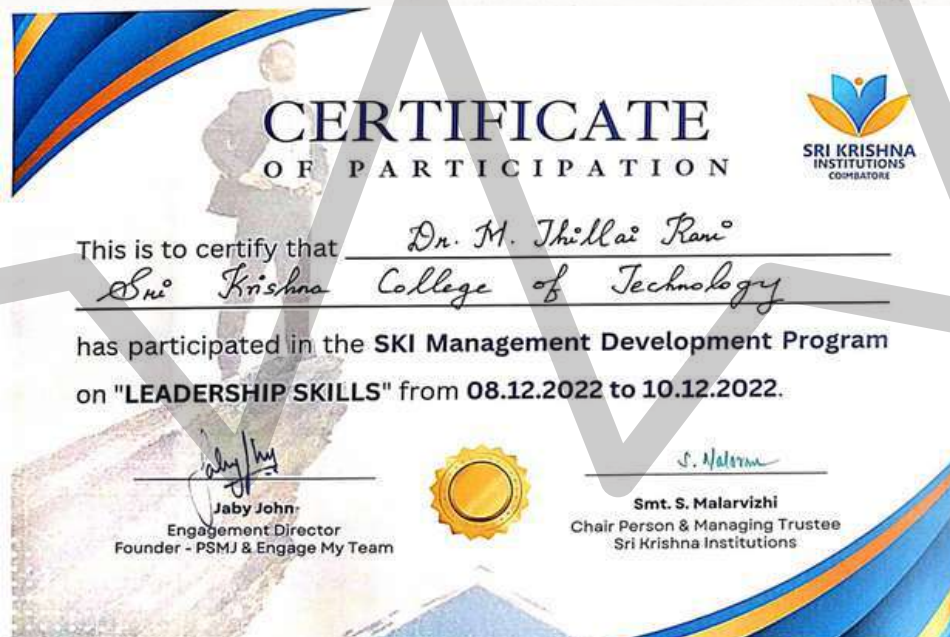 CERTIFICATE
OF PARTICIPATION
SRI KRISHNA
INSTITUTIONS
COIMBATORE
This is to certify that Dr. M. Thillai Rani
Sri Krishna College of Technology
has participated in the SKI Management Development Program
on "LEADERSHIP SKILLS" from 08.12.2022 to 10.12.2022.
Jaby John
Engagement Director
Founder - PSMJ & Engage My Team
Smt. S. Malarvizhi
Chair Person & Managing Trustee
Sri Krishna Institutions